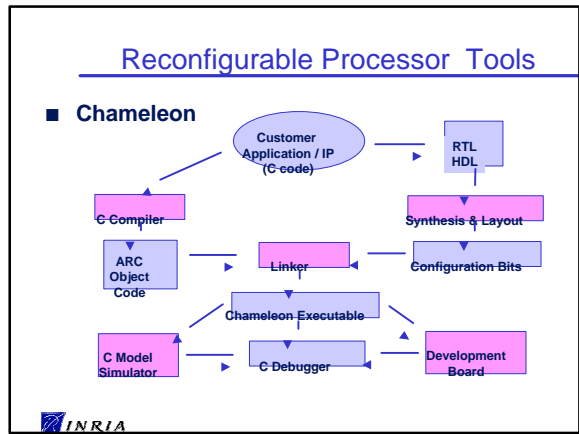 Reconfigurable Processor Tools
■ Chameleon
Customer
Application / IP
(C code)
RTL
HDL
C Compiler
Synthesis & Layout
ARC
Object
Code
Linker
Configuration Bits
Chameleon Executable
C Model
Simulator
C Debugger
Development
Board
INRIA